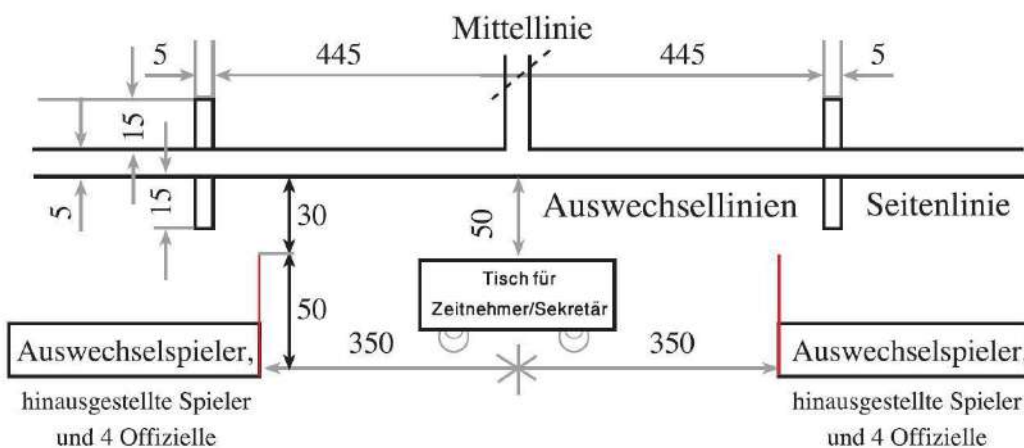 Mittellinie
5 445 445 5
15
15
5
30
50
Auswechsellinien Seitenlinie
Tisch für
Zeitnehmer/Sekretär
50
350 350
Auswechselspieler,
hinausgestellte Spieler
und 4 Offizielle
Auswechselspieler,
hinausgestellte Spieler
und 4 Offizielle